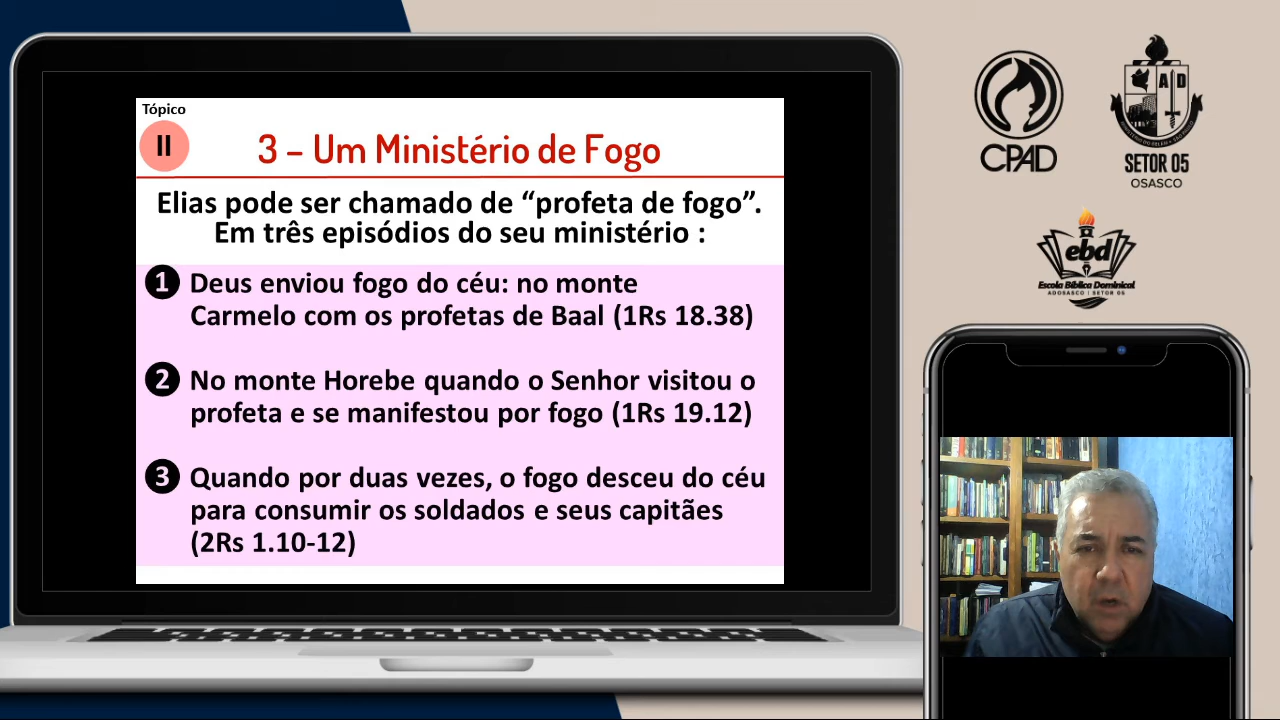 Tópico
II
3 – Um Ministério de Fogo
Elias pode ser chamado de “profeta de fogo”.
Em três episódios do seu ministério :
1 Deus enviou fogo do céu: no monte
Carmelo com os profetas de Baal (1Rs 18.38)
2 No monte Horebe quando o Senhor visitou o
profeta e se manifestou por fogo (1Rs 19.12)
3 Quando por duas vezes, o fogo desceu do céu
para consumir os soldados e seus capitães
(2Rs 1.10-12)
CPAD
A D
SETOR 05
OSASCO
ebd
Escola Bíblica Dominical
ADOSASCO | SETOR 05